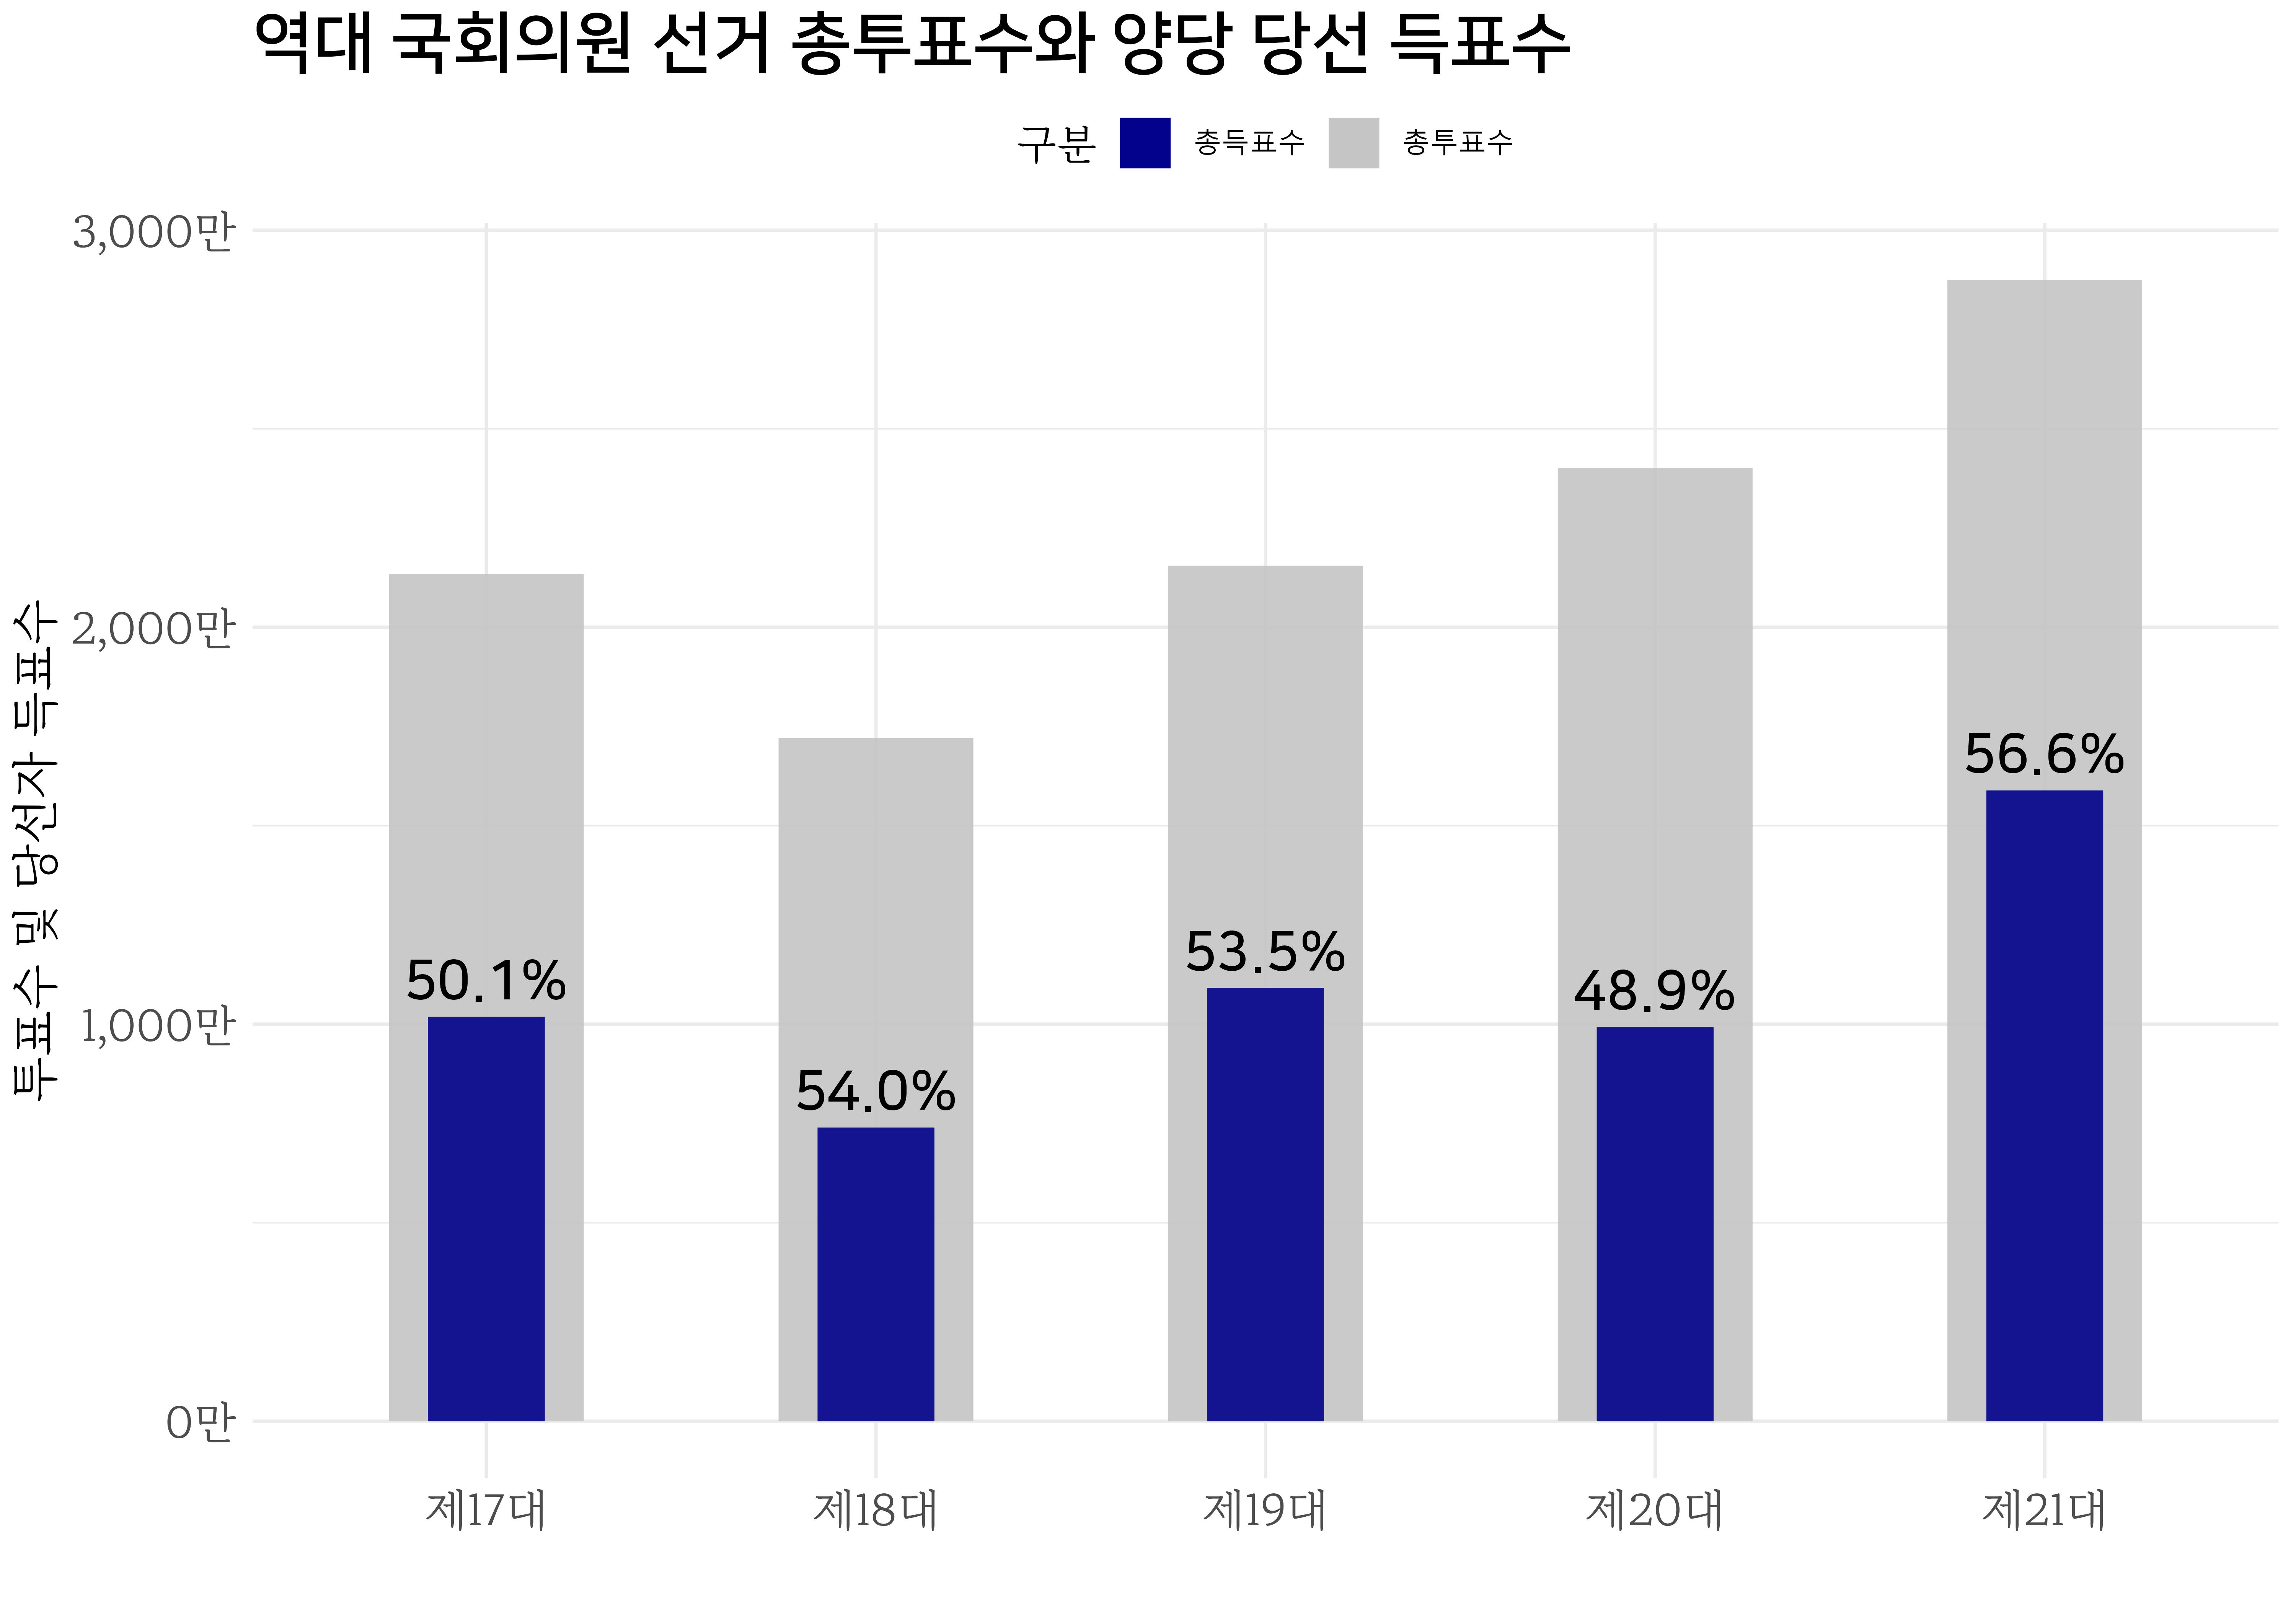 역대 국회의원 선거 총투표수와 양당 당선 득표수
구분 총득표수 총투표수
투표수 및 당선자 득표수
3,000만
2,000만
1,000만
0만
50.1%
54.0%
53.5%
48.9%
56.6%
제17대 제18대 제19대 제20대 제21대